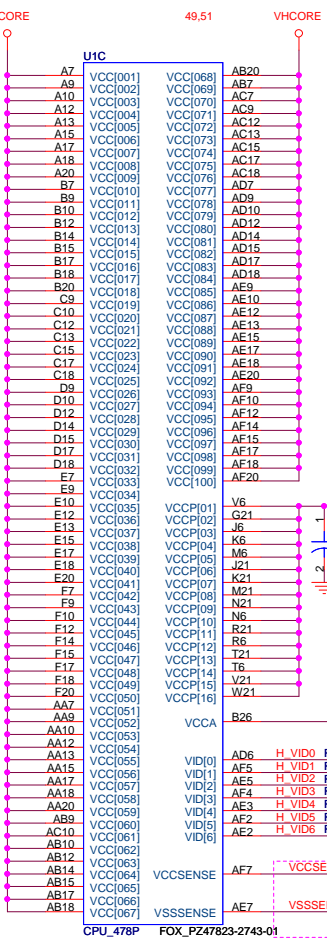 CORE 49,51 VHCORE
U1C
A7 VCC[001] VCC[068] AB20
A9 VCC[002] VCC[069] AB7
A10 VCC[003] VCC[070] AC7
A12 VCC[004] VCC[071] AC9
A13 VCC[005] VCC[072] AC12
A15 VCC[006] VCC[073] AC13
A17 VCC[007] VCC[074] AC15
A18 VCC[008] VCC[075] AC17
A20 VCC[009] VCC[076] AC18
B7 VCC[010] VCC[077] AD7
B9 VCC[011] VCC[078] AD9
B10 VCC[012] VCC[079] AD10
B12 VCC[013] VCC[080] AD12
B14 VCC[014] VCC[081] AD14
B15 VCC[015] VCC[082] AD15
B17 VCC[016] VCC[083] AD17
B18 VCC[017] VCC[084] AD18
B20 VCC[018] VCC[085] AE9
C9 VCC[019] VCC[086] AE10
C10 VCC[020] VCC[087] AE12
C12 VCC[021] VCC[088] AE13
C13 VCC[022] VCC[089] AE15
C15 VCC[023] VCC[090] AE17
C17 VCC[024] VCC[091] AE18
C18 VCC[025] VCC[092] AE20
D9 VCC[026] VCC[093] AF9
D10 VCC[027] VCC[094] AF10
D12 VCC[028] VCC[095] AF12
D14 VCC[029] VCC[096] AF14
D15 VCC[030] VCC[097] AF15
D17 VCC[031] VCC[098] AF17
D18 VCC[032] VCC[099] AF18
E7 VCC[033] VCC[100] AF20
E9 VCC[034]
E10 VCC[035] VCCP[01] V6
E12 VCC[036] VCCP[02] G21 1
E13 VCC[037] VCCP[03] J6
E15 VCC[038] VCCP[04] K6
E17 VCC[039] VCCP[05] M6
E18 VCC[040] VCCP[06] J21 2
E20 VCC[041] VCCP[07] K21
F7 VCC[042] VCCP[08] M21
F9 VCC[043] VCCP[09] N21
F10 VCC[044] VCCP[10] N6
F12 VCC[045] VCCP[11] R21
F14 VCC[046] VCCP[12] R6
F15 VCC[047] VCCP[13] T21
F17 VCC[048] VCCP[14] T6
F18 VCC[049] VCCP[15] V21
F20 VCC[050] VCCP[16] W21
AA7 VCC[051]
AA9 VCC[052] VCCA B26
AA10 VCC[053]
AA12 VCC[054]
AA13 VCC[055] VID[0] AD6 H_VID0
AA15 VCC[056] VID[1] AF5 H_VID1
AA17 VCC[057] VID[2] AE5 H_VID2
AA18 VCC[058] VID[3] AF4 H_VID3
AA20 VCC[059] VID[4] AE3 H_VID4
AB9 VCC[060] VID[5] AF2 H_VID5
AC10 VCC[061] VID[6] AE2 H_VID6
AB10 VCC[062]
AB12 VCC[063]
AB14 VCC[064] VCCSENSE AF7 VCCSE
AB15 VCC[065]
AB17 VCC[066]
AB18 VCC[067] VSSSENSE AE7 VSSSE
CPU_478P FOX_PZ47823-2743-01